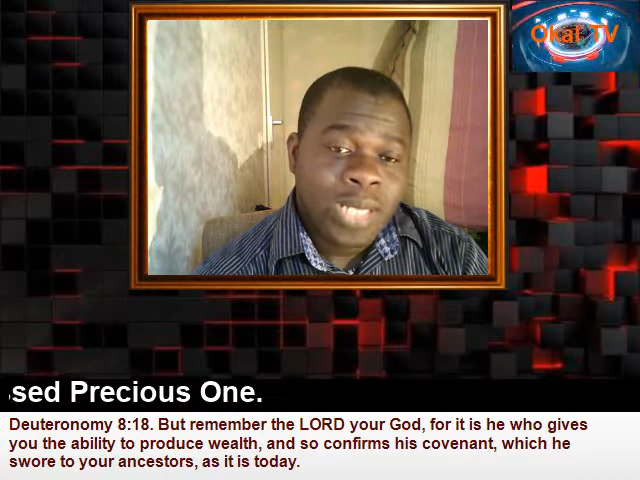 Okal TV
ssed Precious One.
Deuteronomy 8:18. But remember the LORD your God, for it is he who gives
you the ability to produce wealth, and so confirms his covenant, which he
swore to your ancestors, as it is today.